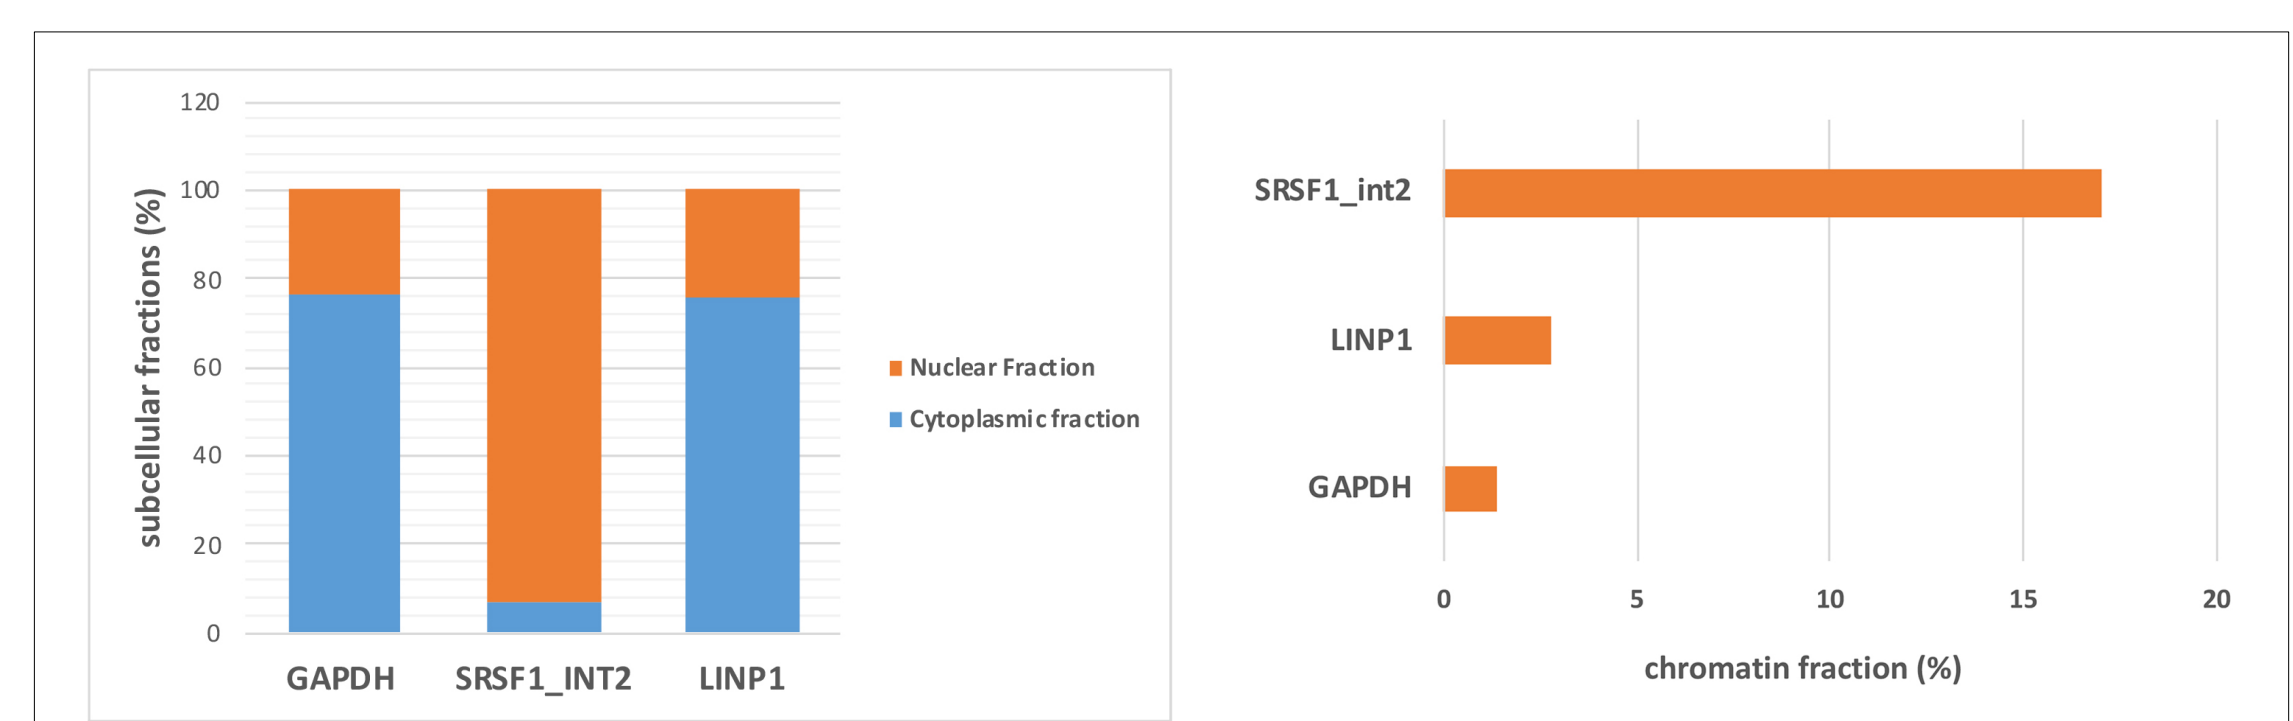 120
100
80
60
40
20
0
subcellular fractions (%)
GAPDH
SRSF1_INT2
LINP1
Nuclear Fraction
Cytoplasmic fraction
SRSF1_int2
LINP1
GAPDH
0 5 10 15 20
chromatin fraction (%)